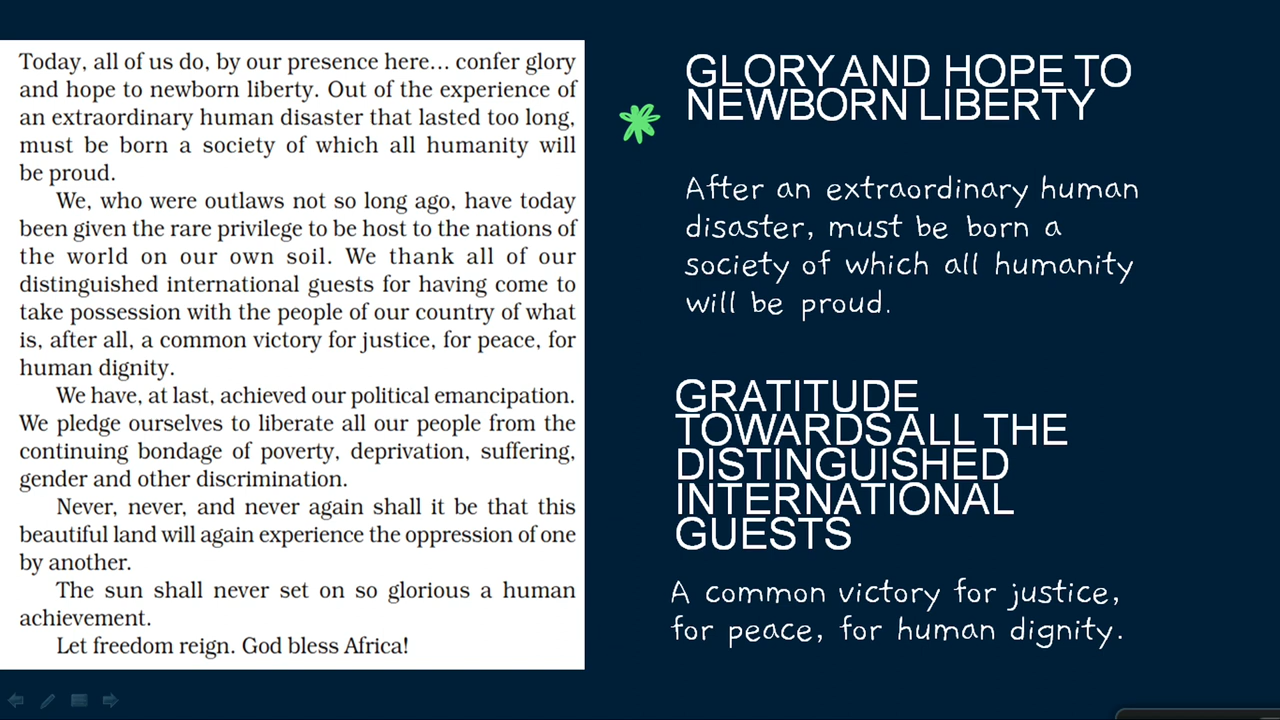 Today, all of us do, by our presence here... confer glory
and hope to newborn liberty. Out of the experience of
an extraordinary human disaster that lasted too long,
must be born a society of which all humanity will
be proud.
We, who were outlaws not so long ago, have today
been given the rare privilege to be host to the nations of
the world on our own soil. We thank all of our
distinguished international guests for having come to
take possession with the people of our country of what
is, after all, a common victory for justice, for peace, for
human dignity.
We have, at last, achieved our political emancipation.
We pledge ourselves to liberate all our people from the
continuing bondage of poverty, deprivation, suffering,
gender and other discrimination.
Never, never, and never again shall it be that this
beautiful land will again experience the oppression of one
by another.
The sun shall never set on so glorious a human
achievement.
Let freedom reign. God bless Africa!
GLORY AND HOPE TO
NEWBORN LIBERTY
After an extraordinary human
disaster, must be born a
society of which all humanity
will be proud.
GRATITUDE
TOWARDS ALL THE
DISTINGUISHED
INTERNATIONAL
GUESTS
A common victory for justice,
for peace, for human dignity.